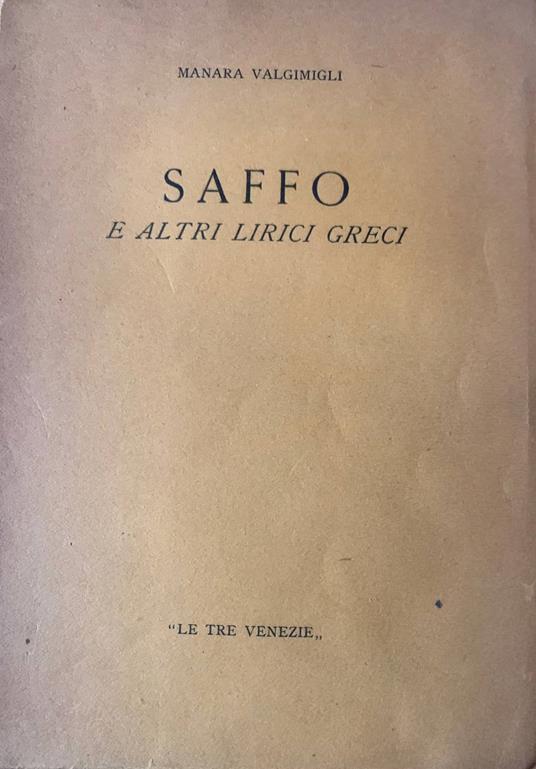 MANARA VALGIMIGLI
SAFFO
E ALTRI LIRICI GRECI
"LE TRE VENEZIE„